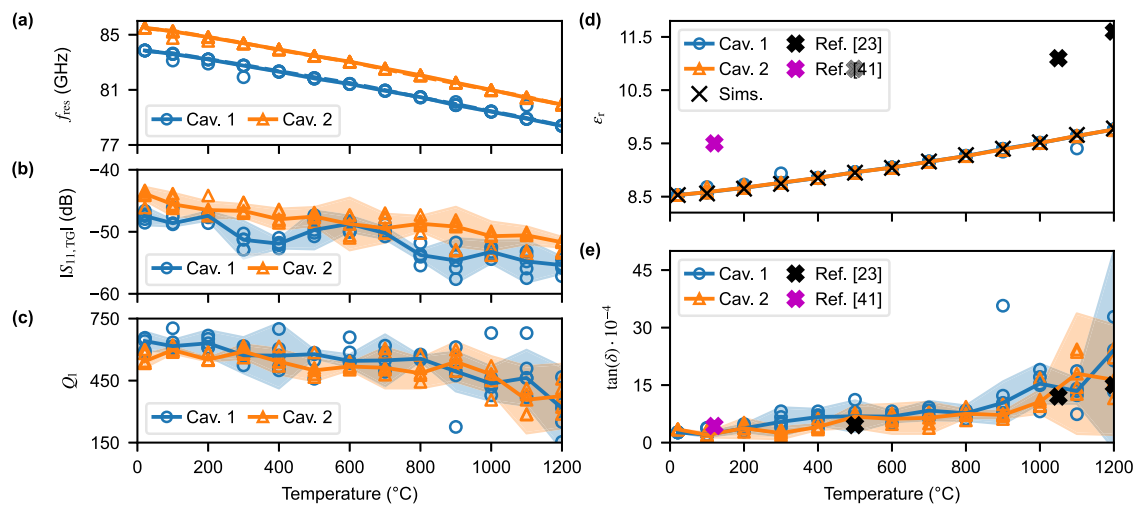 (a)
85
81
77
f_res (GHz)
Cav. 1 Cav. 2
(b)
−40
−50
−60
|S_11,TG| (dB)
Cav. 1 Cav. 2
(c)
750
450
150
Q_l
Cav. 1 Cav. 2
0 200 400 600 800 1000 1200
Temperature (°C)
(d)
11.5
9.5
8.5
ε_r
Cav. 1 Ref. [23]
Cav. 2 Ref. [41]
Sims.
(e)
45
30
15
0
tan(δ) · 10⁻⁴
Cav. 1 Ref. [23]
Cav. 2 Ref. [41]
0 200 400 600 800 1000 1200
Temperature (°C)